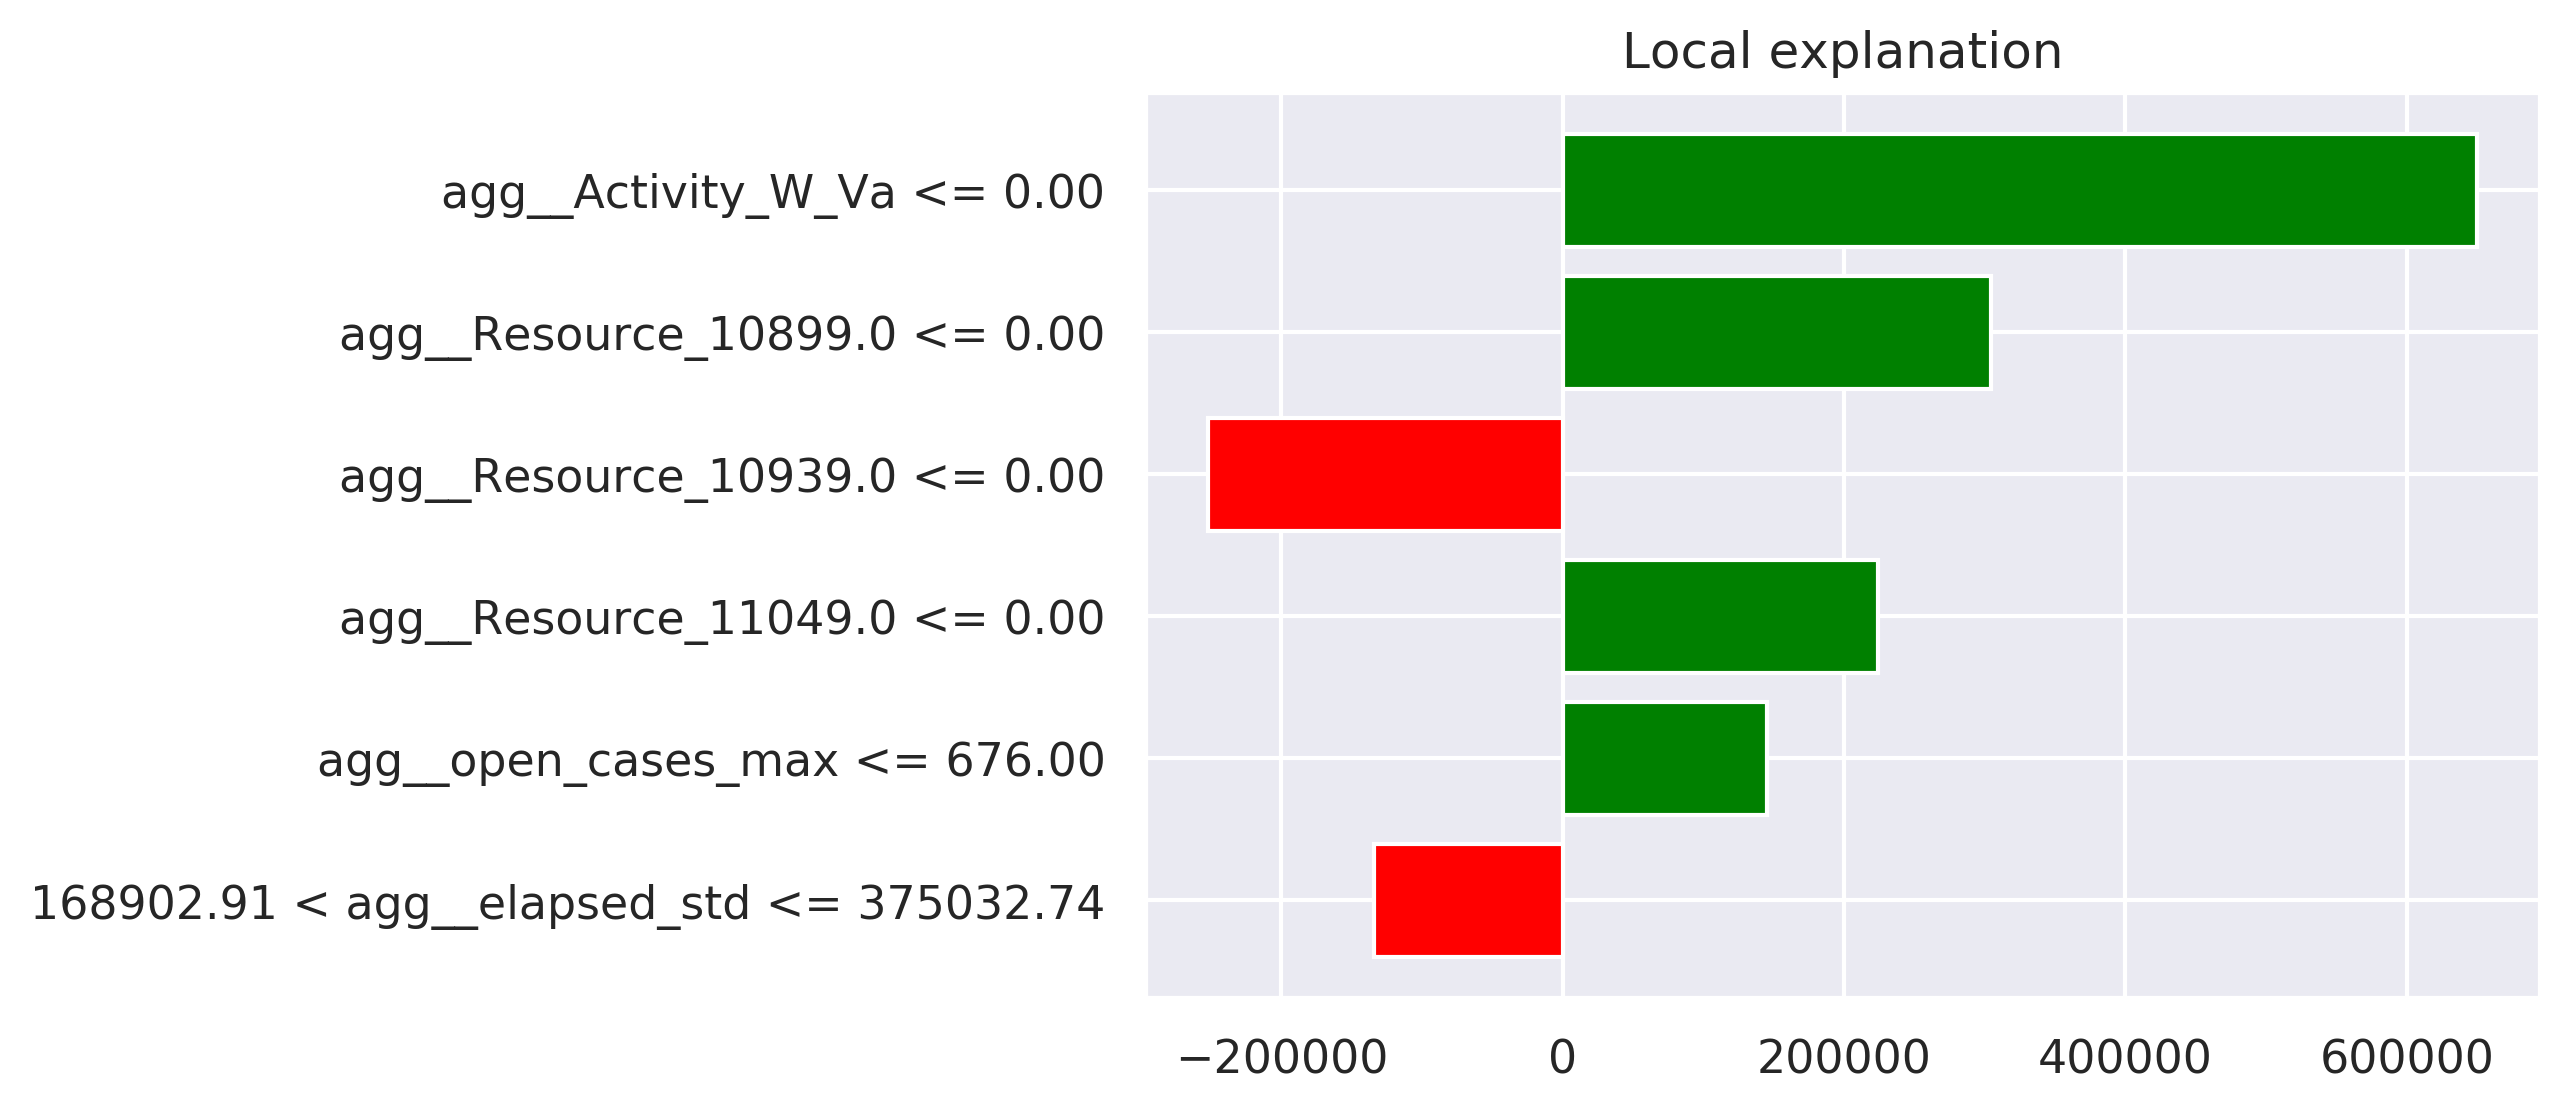 Local explanation
agg__Activity_W_Va <= 0.00
agg__Resource_10899.0 <= 0.00
agg__Resource_10939.0 <= 0.00
agg__Resource_11049.0 <= 0.00
agg__open_cases_max <= 676.00
168902.91 < agg__elapsed_std <= 375032.74
−200000 0 200000 400000 600000